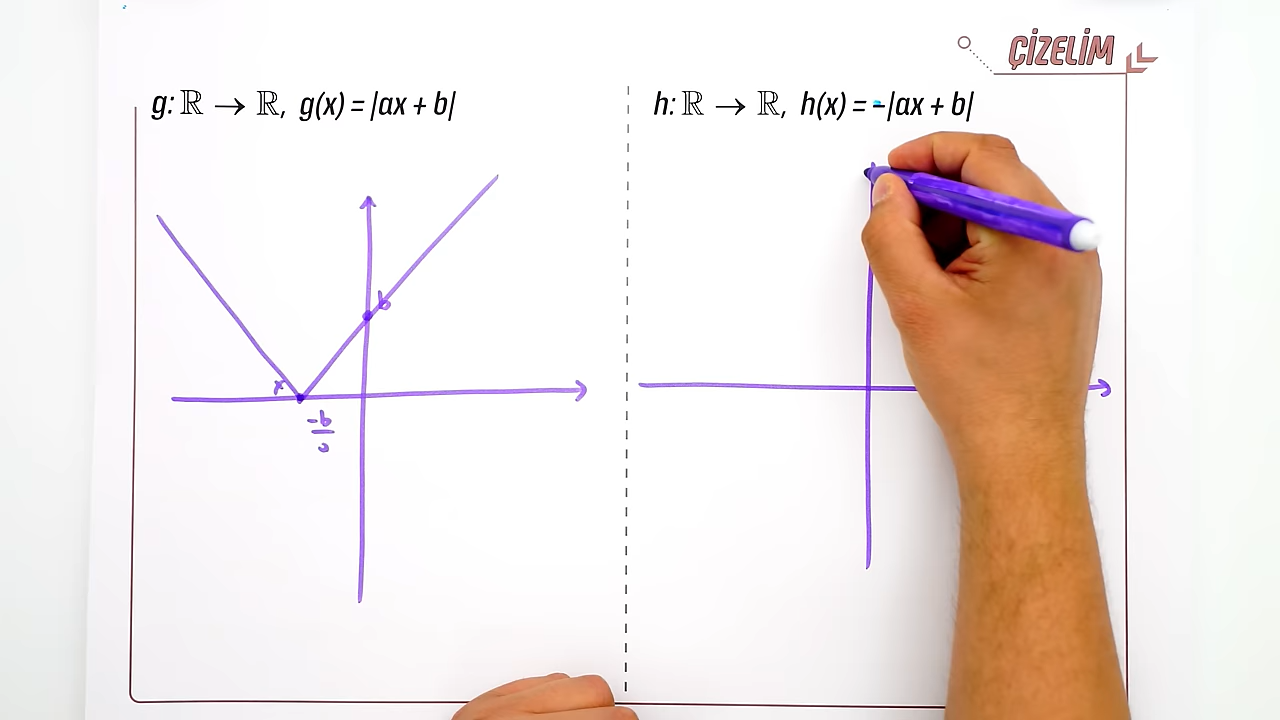 ÇİZELİM
g: ℝ → ℝ, g(x) = |ax + b|
h: ℝ → ℝ, h(x) = -|ax + b|
b
x
-b
a